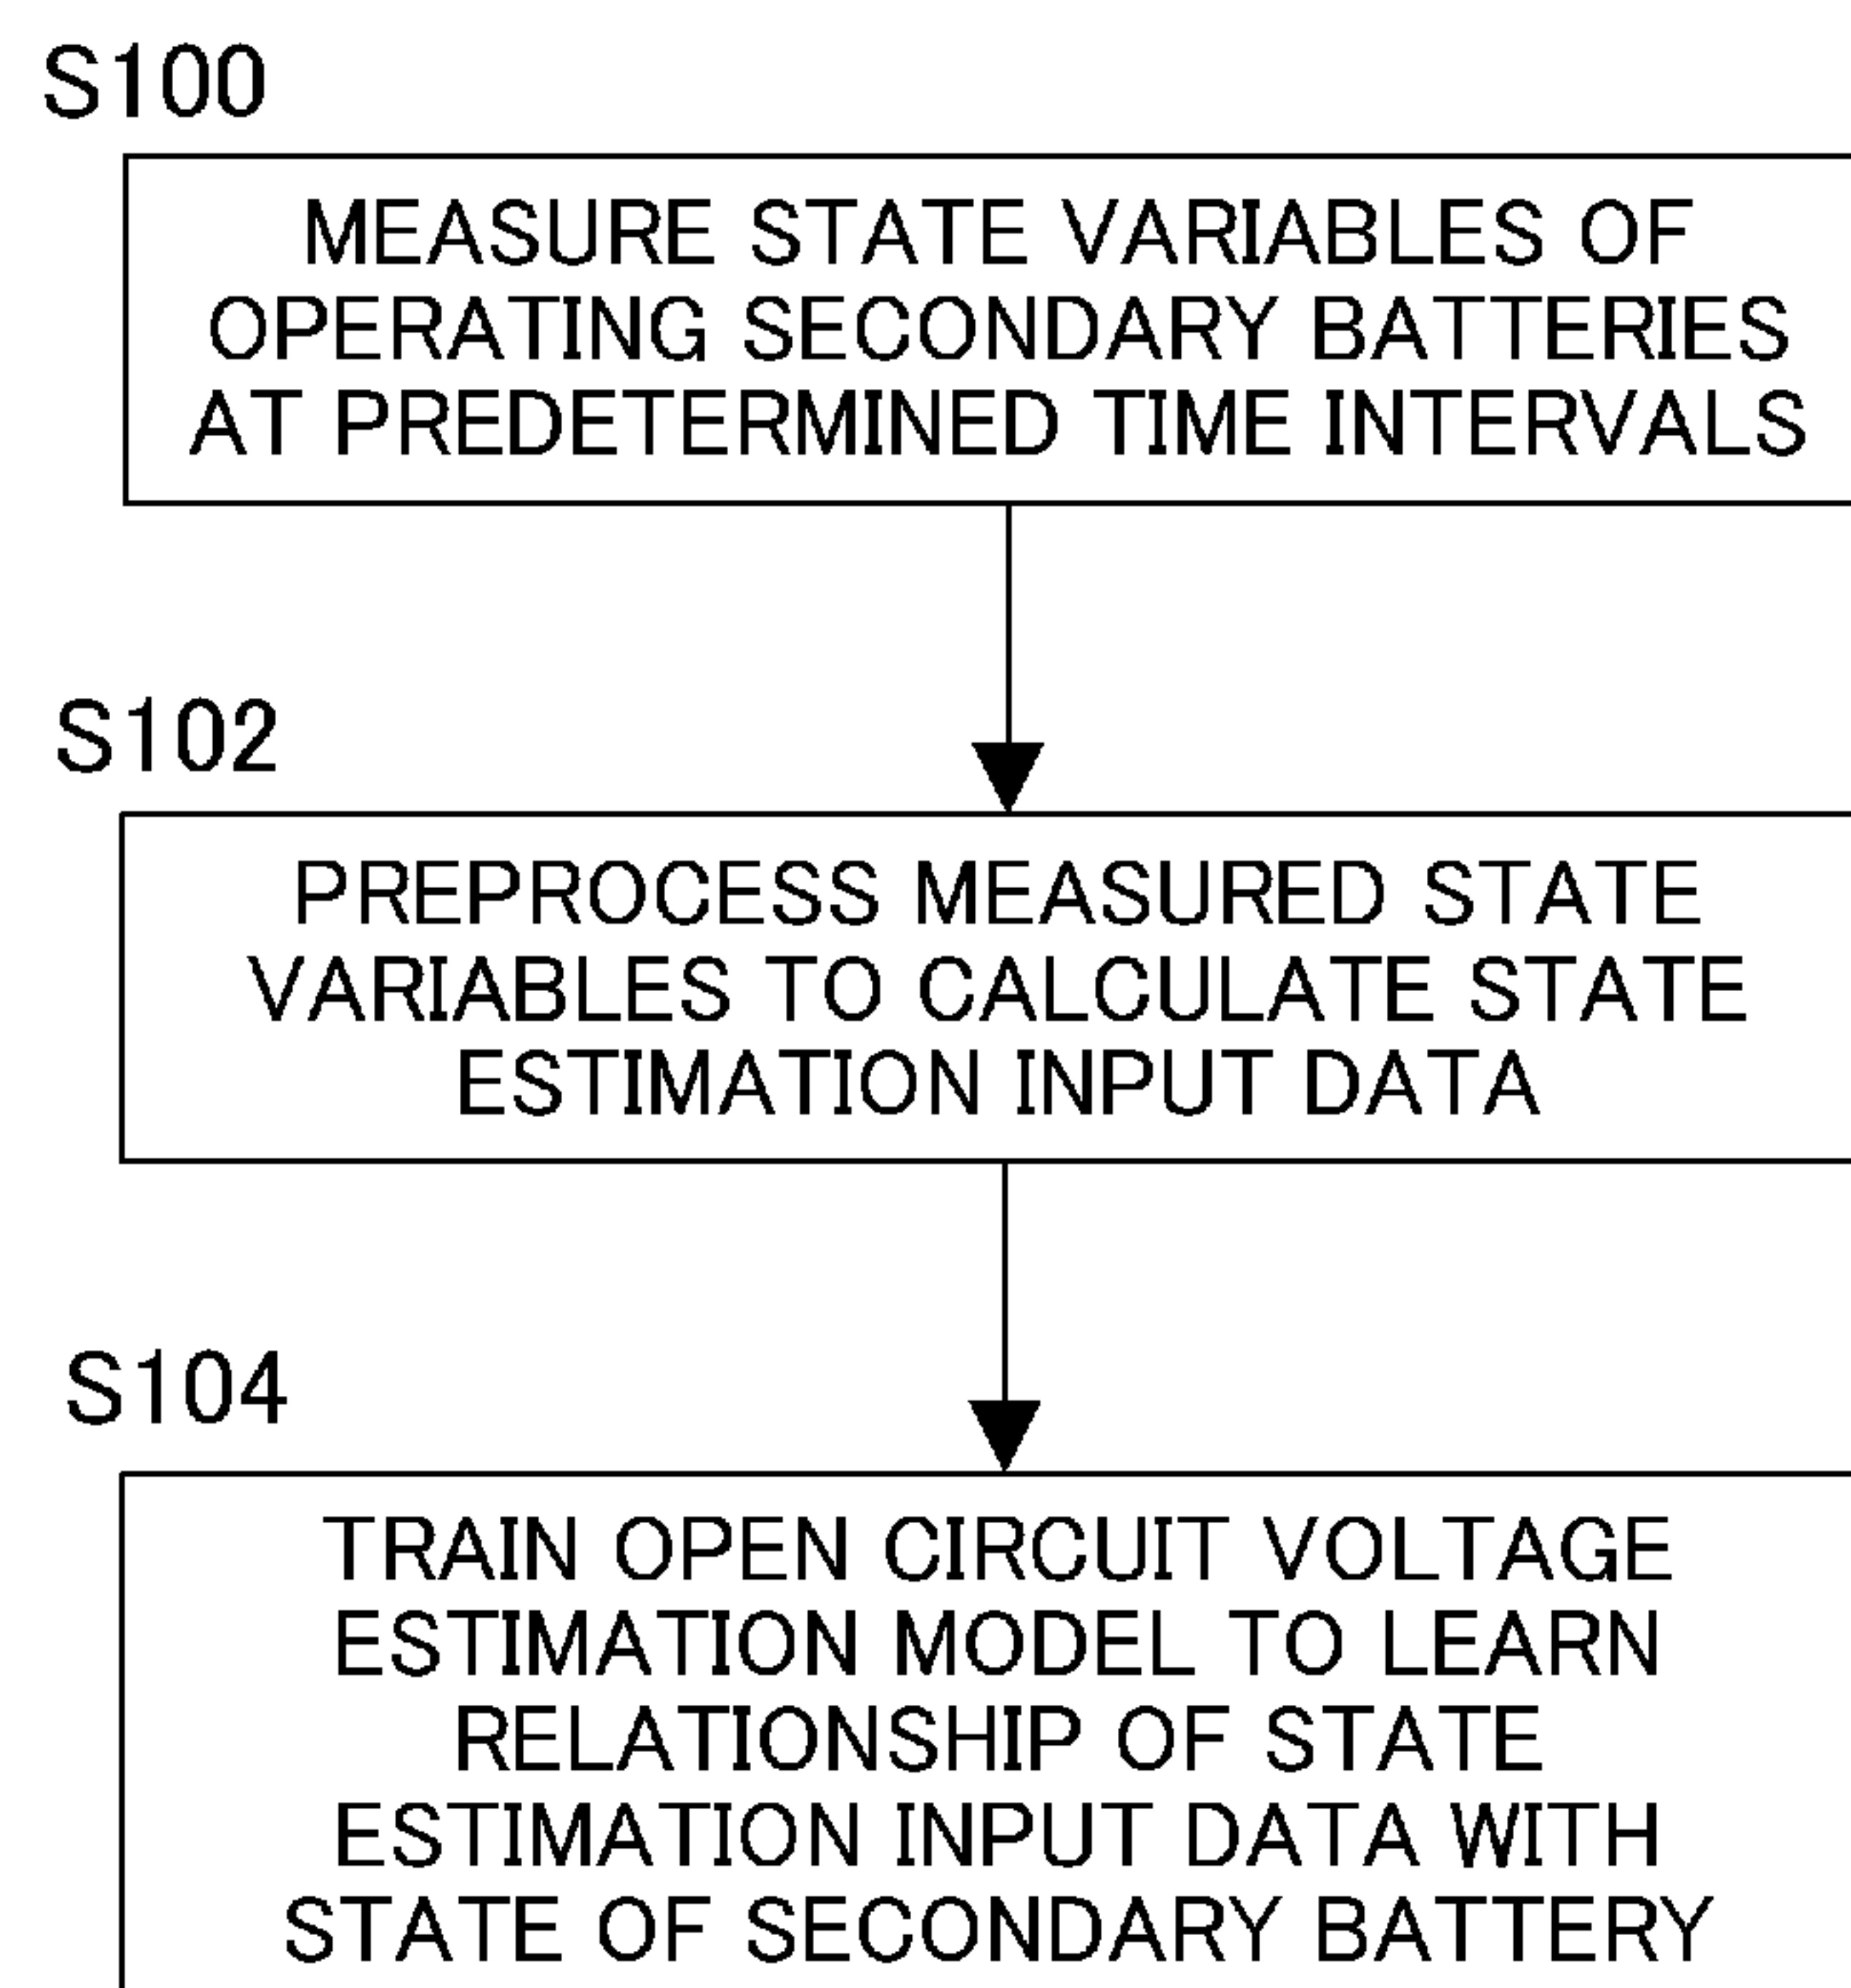 S100
MEASURE STATE VARIABLES OF
OPERATING SECONDARY BATTERIES
AT PREDETERMINED TIME INTERVALS
S102
PREPROCESS MEASURED STATE
VARIABLES TO CALCULATE STATE
ESTIMATION INPUT DATA
S104
TRAIN OPEN CIRCUIT VOLTAGE
ESTIMATION MODEL TO LEARN
RELATIONSHIP OF STATE
ESTIMATION INPUT DATA WITH
STATE OF SECONDARY BATTERY